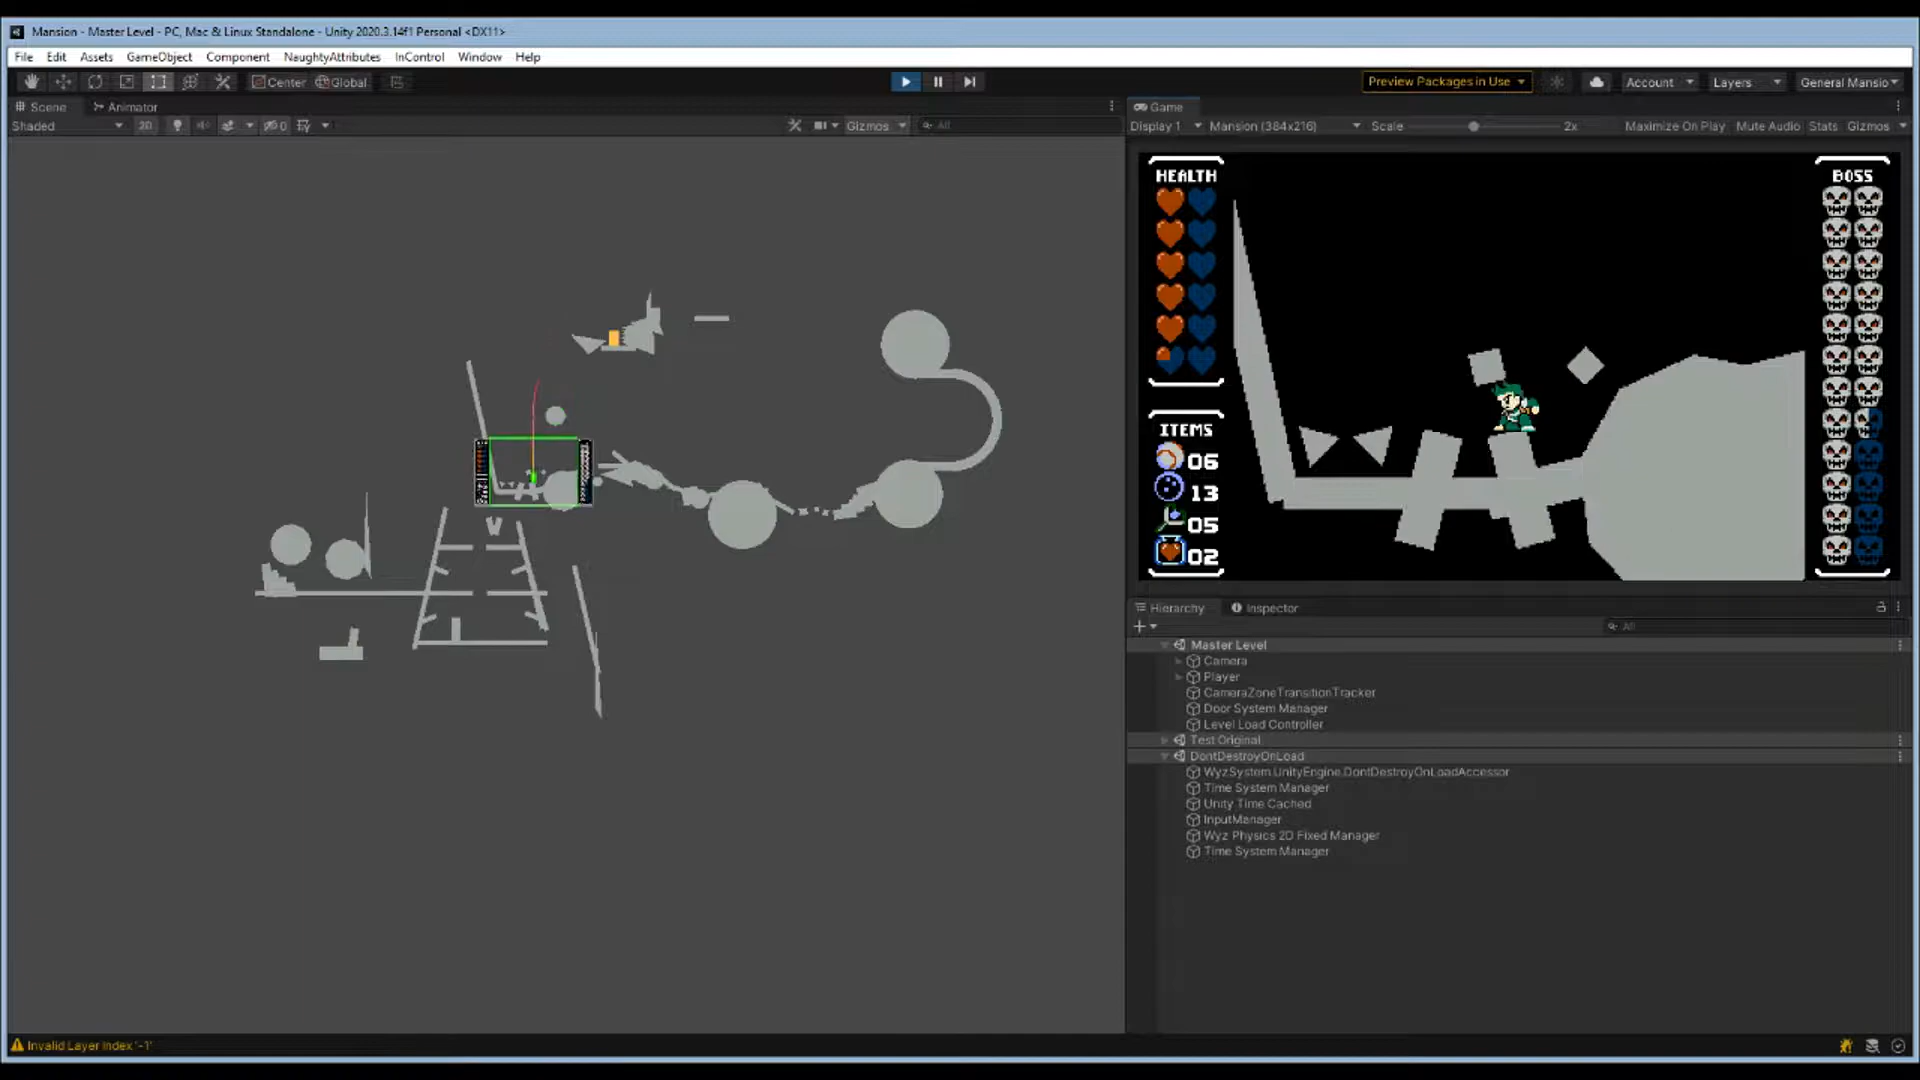 Mansion - Master Level - PC, Mac & Linux Standalone - Unity 2020.3.14f1 Personal <DX11>
File Edit Assets GameObject Component NaughtyAttributes InControl Window Help
Center Global Preview Packages in Use Account Layers General Mansio
Scene Animator
Shaded 2D 0 Gizmos All
Game
Display 1 Mansion (384x216) Scale 2x Maximize On Play Mute Audio Stats Gizmos
HEALTH
BOSS
ITEMS
06
13
05
02
Hierarchy Inspector
All
Master Level
Camera
Player
CameraZoneTransitionTracker
Door System Manager
Level Load Controller
Test Original
DontDestroyOnLoad
WyzSystem.UnityEngine.DontDestroyOnLoadAccessor
Time System Manager
Unity Time Cached
InputManager
Wyz Physics 2D Fixed Manager
Time System Manager
Invalid Layer Index '-1'